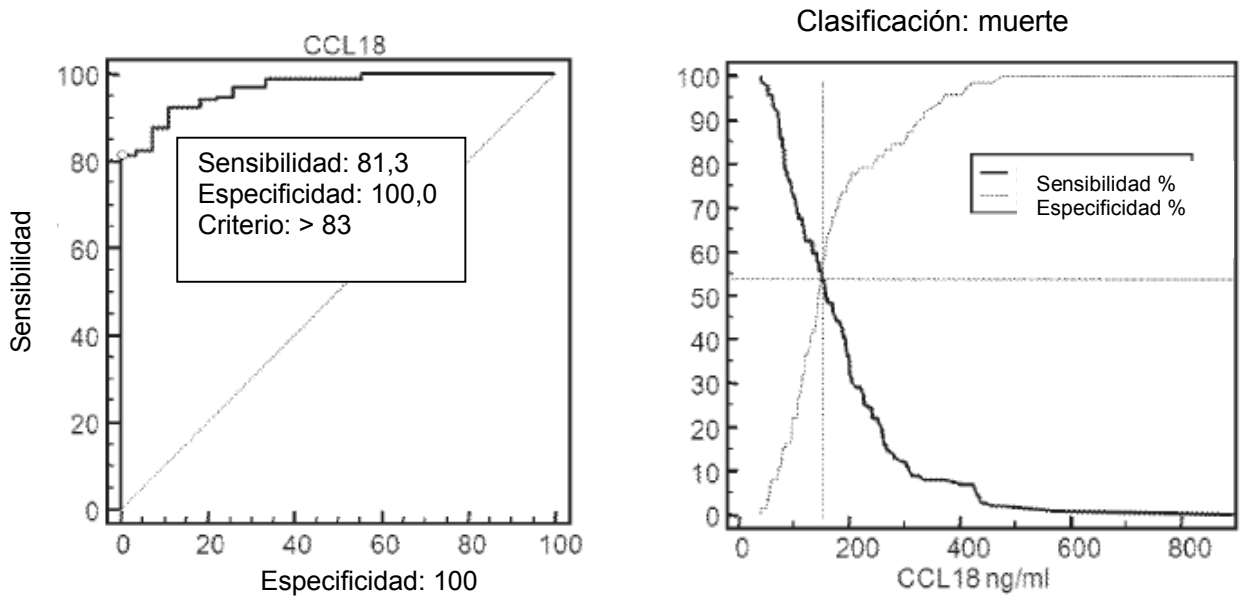 CCL18
100
80
60
40
20
0
Sensibilidad
Sensibilidad: 81,3
Especificidad: 100,0
Criterio: > 83
0 20 40 60 80 100
Especificidad: 100
Clasificación: muerte
100
90
80
70
60
50
40
30
20
10
0
Sensibilidad %
Especificidad %
0 200 400 600 800
CCL18 ng/ml